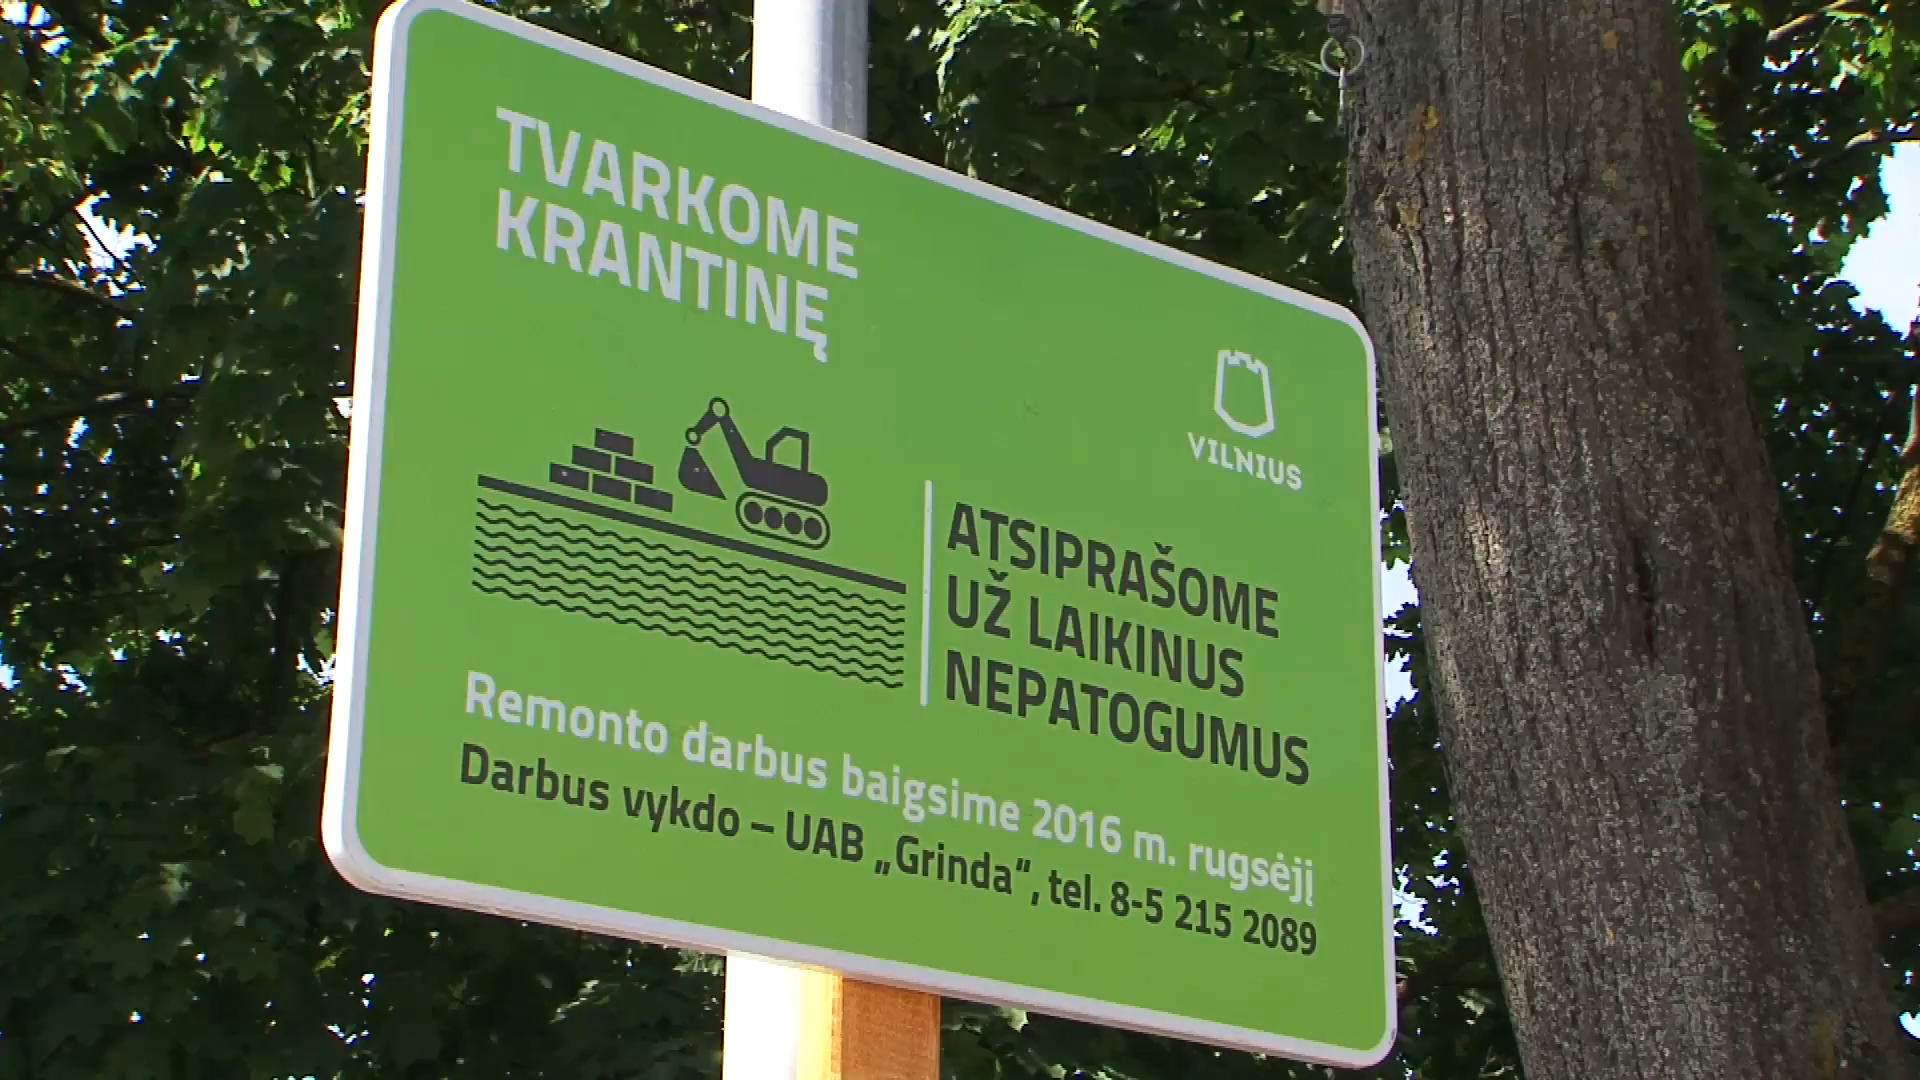 TVARKOME
KRANTINĘ
VILNIUS
ATSIPRAŠOME
UŽ LAIKINUS
NEPATOGUMUS
Remonto darbus baigsime 2016 m. rugsėjį
Darbus vykdo – UAB „Grinda“, tel. 8-5 215 2089